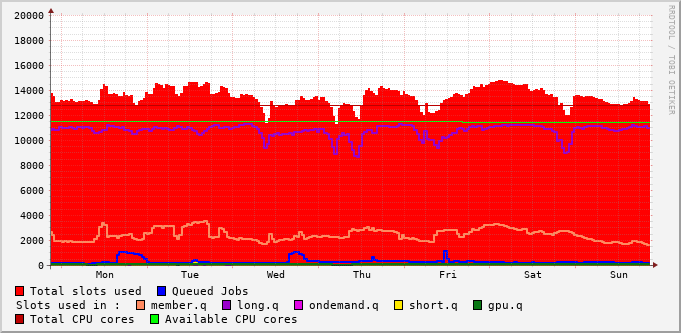 RRDTOOL / TOBI OETIKER
20000
18000
16000
14000
12000
10000
8000
6000
4000
2000
0
Mon Tue Wed Thu Fri Sat Sun
Total slots used Queued Jobs
Slots used in : member.q long.q ondemand.q short.q gpu.q
Total CPU cores Available CPU cores